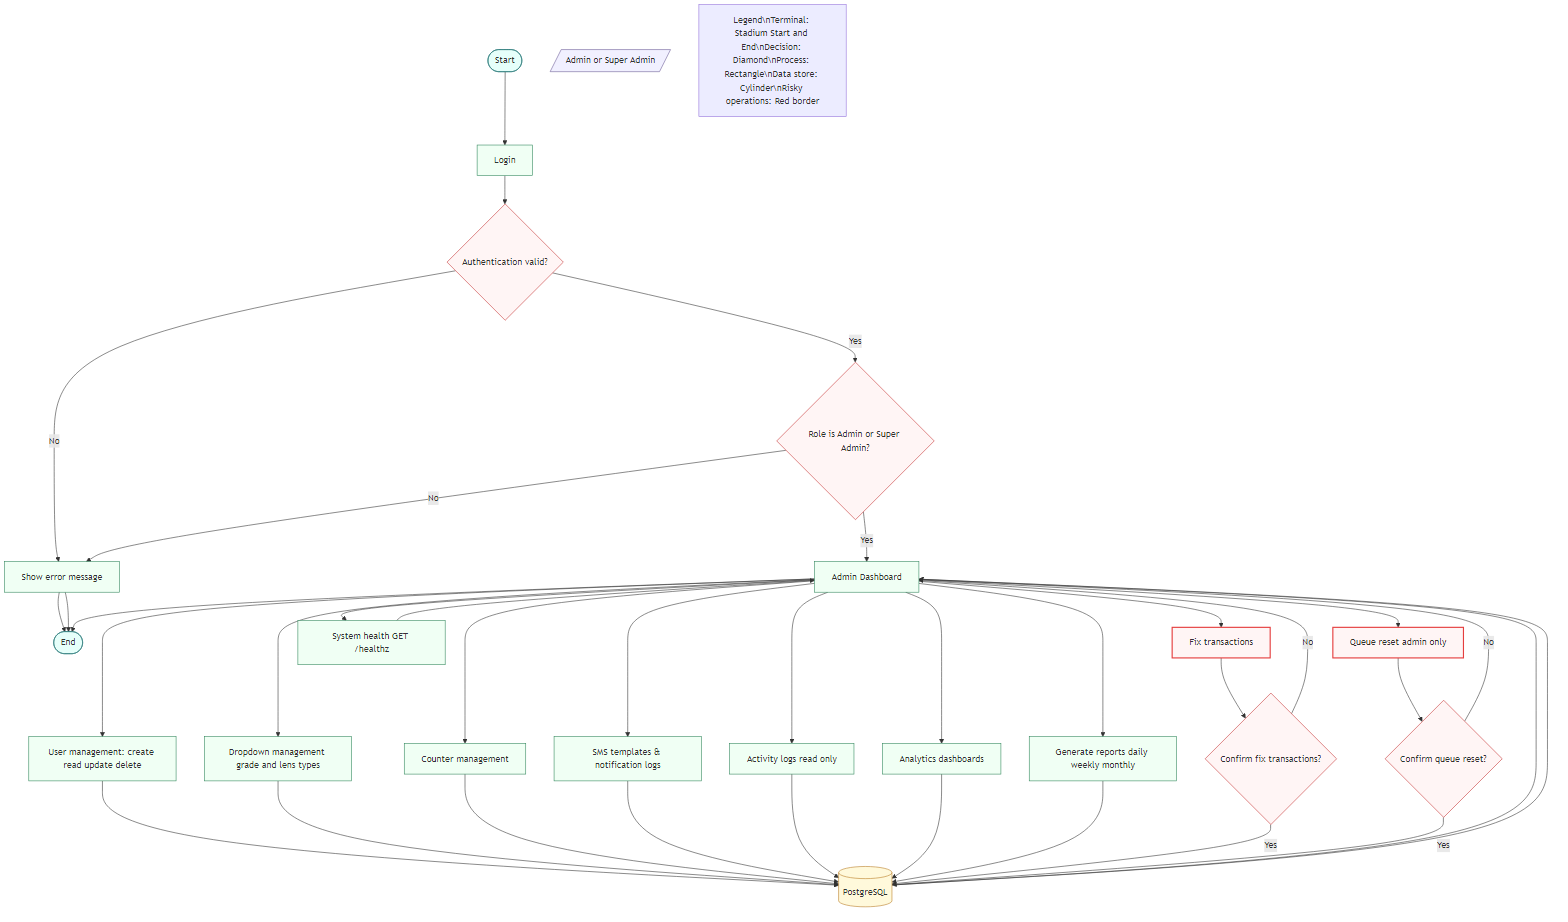 Legend\nTerminal:
Stadium Start and
End\nDecision:
Diamond\nProcess:
Rectangle\nData store:
Cylinder\nRisky
operations: Red border
Start
Admin or Super Admin
Login
Authentication valid?
Yes
No
Role is Admin or Super
Admin?
No
Yes
Show error message
Admin Dashboard
End
System health GET
/healthz
Fix transactions
No
Queue reset admin only
No
User management: create
read update delete
Dropdown management
grade and lens types
Counter management
SMS templates &
notification logs
Activity logs read only
Analytics dashboards
Generate reports daily
weekly monthly
Confirm fix transactions?
Confirm queue reset?
Yes
Yes
PostgreSQL